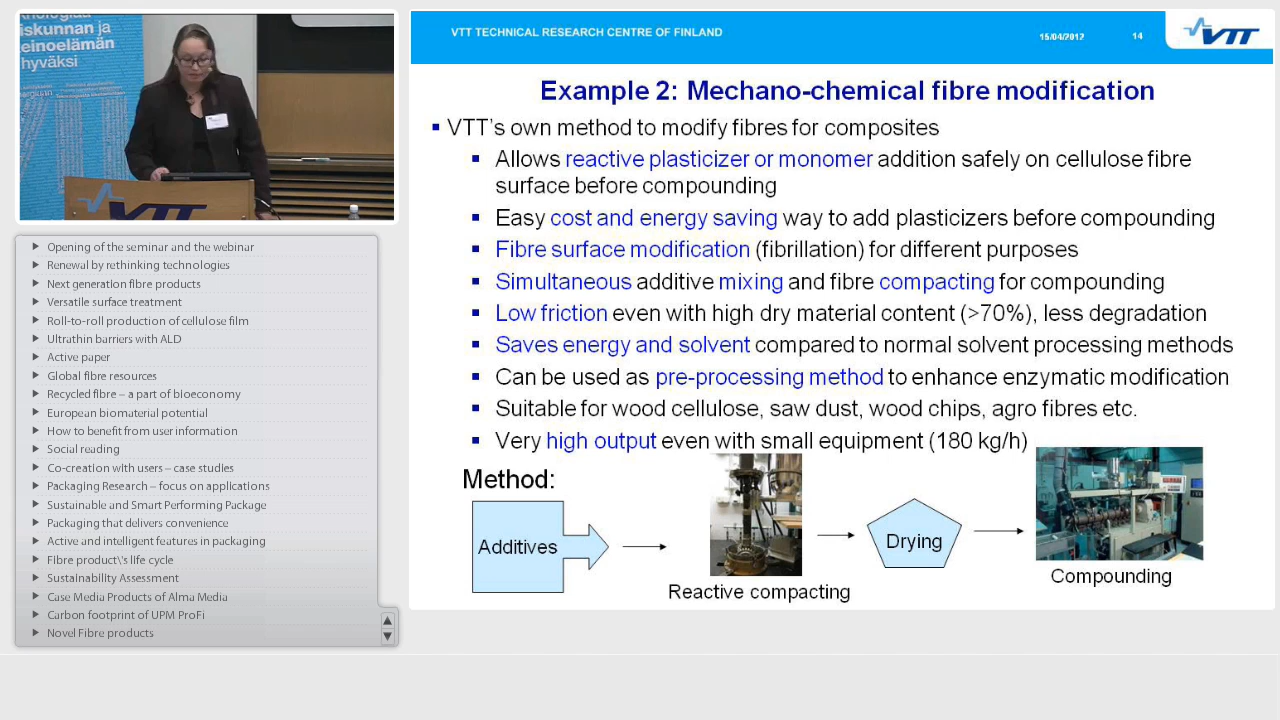 knologiaa
iskunnan ja
einoelämän
hyväksi
VTT
VTT TECHNICAL RESEARCH CENTRE OF FINLAND
15/04/2012
14
VTT
Example 2: Mechano-chemical fibre modification
VTT's own method to modify fibres for composites
Allows reactive plasticizer or monomer addition safely on cellulose fibre
surface before compounding
Easy cost and energy saving way to add plasticizers before compounding
Fibre surface modification (fibrillation) for different purposes
Simultaneous additive mixing and fibre compacting for compounding
Low friction even with high dry material content (>70%), less degradation
Saves energy and solvent compared to normal solvent processing methods
Can be used as pre-processing method to enhance enzymatic modification
Suitable for wood cellulose, saw dust, wood chips, agro fibres etc.
Very high output even with small equipment (180 kg/h)
Method:
Additives
Reactive compacting
Drying
Compounding
Opening of the seminar and the webinar
Renewal by rethinking technologies
Next generation fibre products
Versatile surface treatment
Roll-to-roll production of cellulose film
Ultrathin barriers with ALD
Active paper
Global fibre resources
Recycled fibre – a part of bioeconomy
European biomaterial potential
How to benefit from user information
Social reading
Co-creation with users – case studies
Packaging Research – focus on applications
Sustainable and Smart Performing Package
Packaging that delivers convenience
Active and intelligent features in packaging
Fibre product\'s life cycle
Sustainability Assessment
Case Media Products of Alma Media
Carbon footprint of UPM ProFi
Novel Fibre products